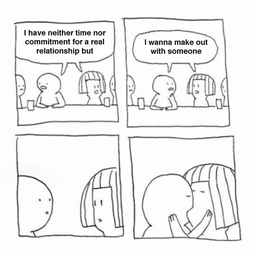 I have neither time nor
commitment for a real
relationship but
I wanna make out
with someone